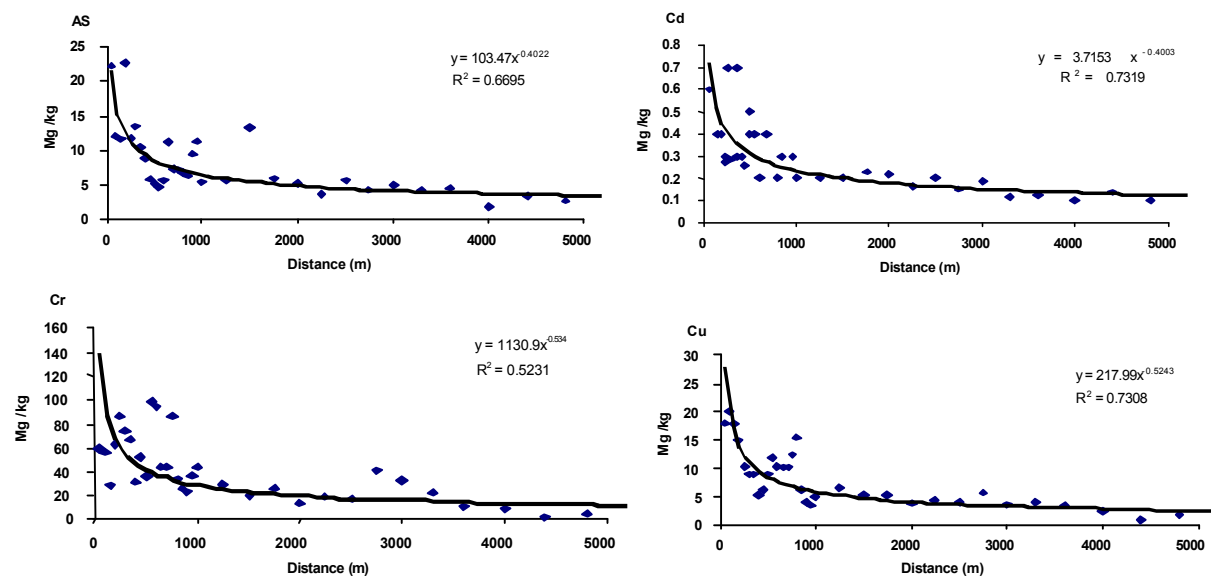 AS
Mg /kg
25
20
15
10
5
0
y = 103.47x-0.4022
R2 = 0.6695
0 1000 2000 3000 4000 5000
Distance (m)
Cd
Mg /kg
0.8
0.7
0.6
0.5
0.4
0.3
0.2
0.1
0
y = 3.7153 x -0.4003
R 2 = 0.7319
0 1000 2000 3000 4000 5000
Distance (m)
Cr
Mg /kg
160
140
120
100
80
60
40
20
0
y = 1130.9x-0.534
R2 = 0.5231
0 1000 2000 3000 4000 5000
Distance (m)
Cu
Mg /kg
30
25
20
15
10
5
0
y = 217.99x-0.5243
R2 = 0.7308
0 1000 2000 3000 4000 5000
Distance (m)